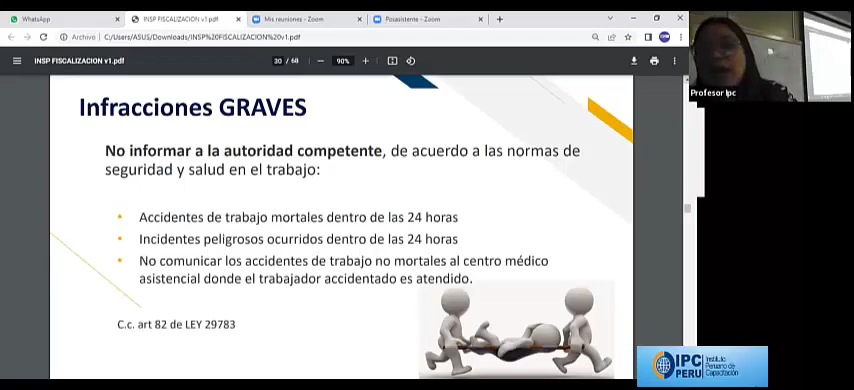 WhatsApp
INSP FISCALIZACION v1.pdf
Mis reuniones - Zoom
Posasistente - Zoom
Archivo
C:/Users/ASUS/Downloads/INSP%20FISCALIZACION%20v1.pdf
INSP FISCALIZACION v1.pdf
30 / 68
90%
Profesor Ipc
Infracciones GRAVES
No informar a la autoridad competente, de acuerdo a las normas de
seguridad y salud en el trabajo:
• Accidentes de trabajo mortales dentro de las 24 horas
• Incidentes peligrosos ocurridos dentro de las 24 horas
• No comunicar los accidentes de trabajo no mortales al centro médico
asistencial donde el trabajador accidentado es atendido.
C.c. art 82 de LEY 29783
IPC
PERU
Instituto
Peruano de
Capacitación